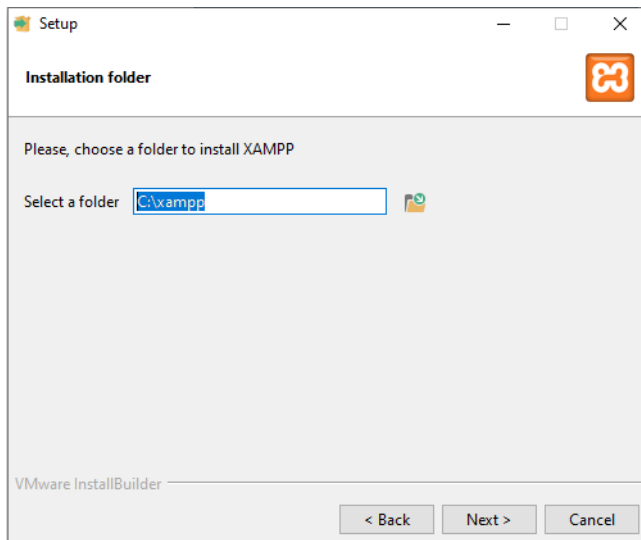 Setup
Installation folder
Please, choose a folder to install XAMPP
Select a folder C:\xampp
VMware InstallBuilder
< Back Next > Cancel